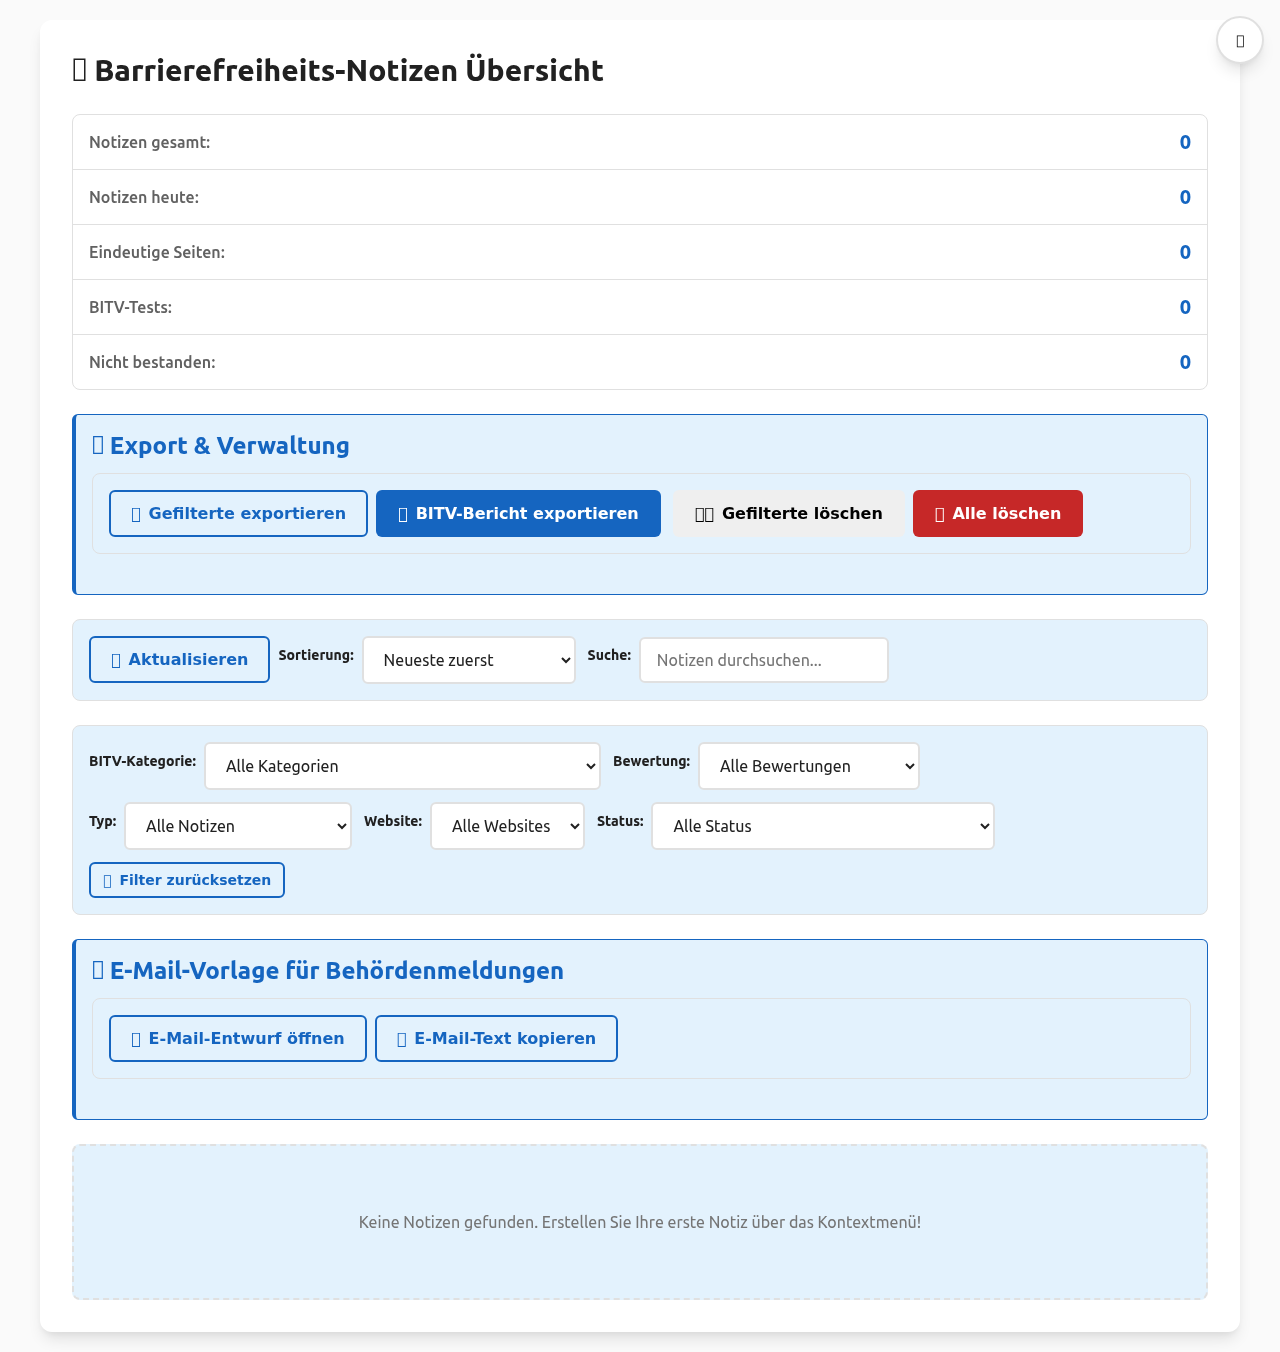 Barrierefreiheits-Notizen Übersicht
Notizen gesamt: 0
Notizen heute: 0
Eindeutige Seiten: 0
BITV-Tests: 0
Nicht bestanden: 0
Export & Verwaltung
Gefilterte exportieren BITV-Bericht exportieren Gefilterte löschen Alle löschen
Aktualisieren Sortierung: Neueste zuerst Suche: Notizen durchsuchen...
BITV-Kategorie: Alle Kategorien Bewertung: Alle Bewertungen
Typ: Alle Notizen Website: Alle Websites Status: Alle Status
Filter zurücksetzen
E-Mail-Vorlage für Behördenmeldungen
E-Mail-Entwurf öffnen E-Mail-Text kopieren
Keine Notizen gefunden. Erstellen Sie Ihre erste Notiz über das Kontextmenü!